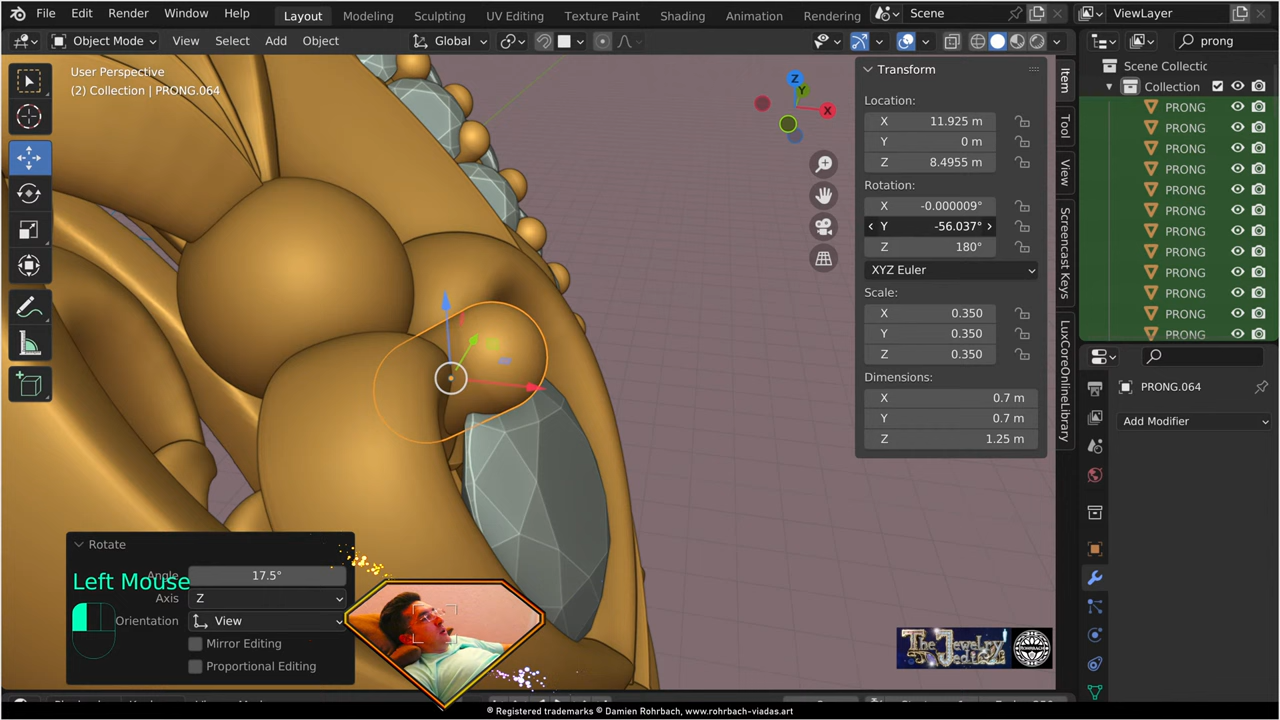 File Edit Render Window Help Layout Modeling Sculpting UV Editing Texture Paint Shading Animation Rendering Scene ViewLayer
Object Mode View Select Add Object Global prong
User Perspective
(2) Collection | PRONG.064
Transform
Location:
X 11.925 m
Y 0 m
Z 8.4955 m
Rotation:
X -0.000009°
Y -56.037°
Z 180°
XYZ Euler
Scale:
X 0.350
Y 0.350
Z 0.350
Dimensions:
X 0.7 m
Y 0.7 m
Z 1.25 m
Item
Tool
View
Screencast Keys
LuxCoreOnlineLibrary
Z
Y
X
Scene Collectic
Collection
PRONG
PRONG
PRONG
PRONG
PRONG
PRONG
PRONG
PRONG
PRONG
PRONG
PRONG
PRONG
PRONG.064
Add Modifier
Rotate
Angle 17.5°
Left Mouse
Axis Z
Orientation View
Mirror Editing
Proportional Editing
The Jewelry
ROHRBACH
® Registered trademarks © Damien Rohrbach, www.rohrbach-viadas.art